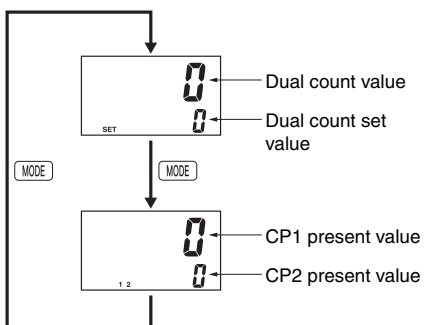 0
Dual count value
0
Dual count set
value
SET
MODE
MODE
0
CP1 present value
0
CP2 present value
1 2